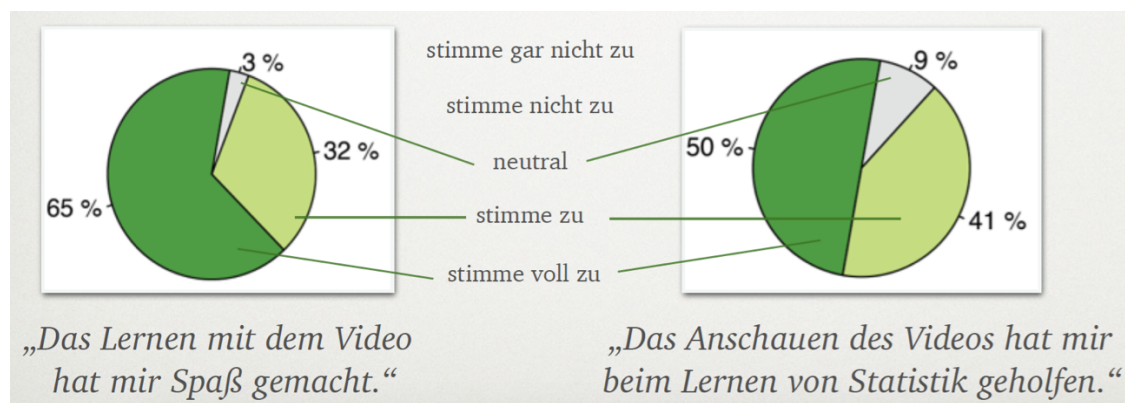 3 %
32 %
65 %
stimme gar nicht zu
stimme nicht zu
neutral
stimme zu
stimme voll zu
9 %
50 %
41 %
„Das Lernen mit dem Video
hat mir Spaß gemacht.“
„Das Anschauen des Videos hat mir
beim Lernen von Statistik geholfen.“